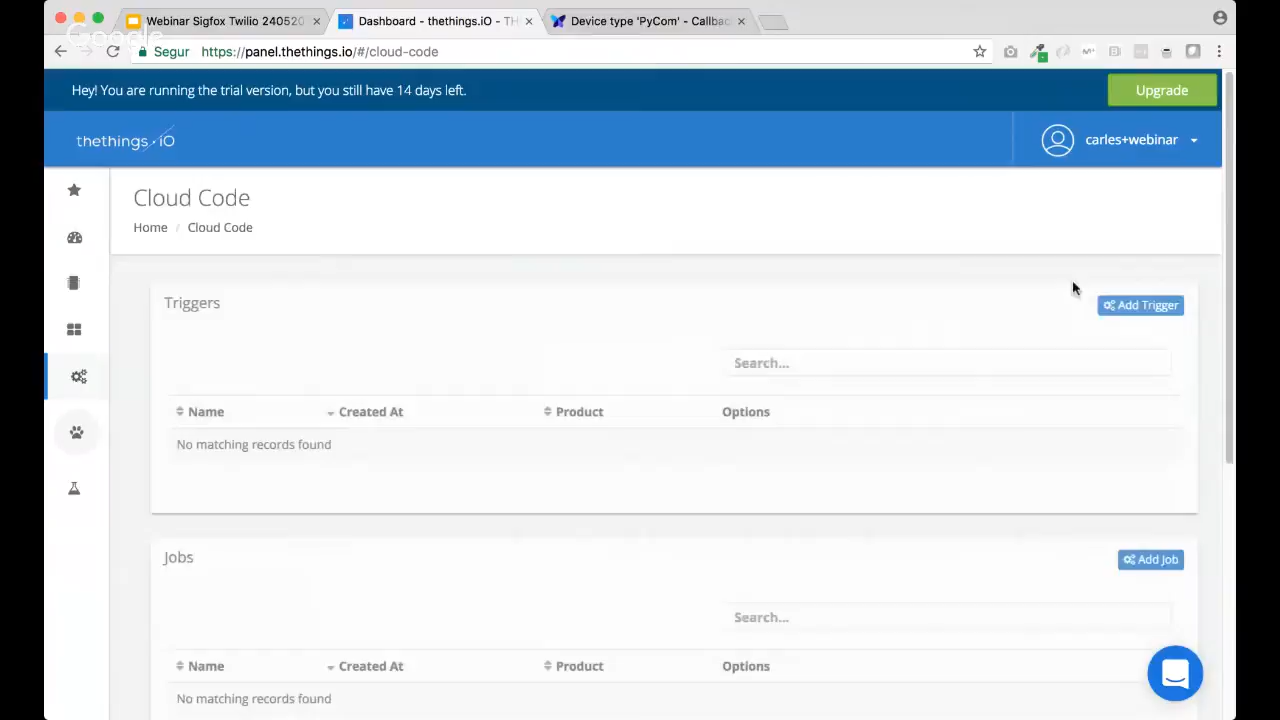 Webinar Sigfox Twilio 240520
Dashboard - thethings.iO - TH
Device type 'PyCom' - Callbac
Google
Segur https://panel.thethings.io/#/cloud-code
Hey! You are running the trial version, but you still have 14 days left.
Upgrade
thethings.iO
carles+webinar
Cloud Code
Home / Cloud Code
Triggers
Add Trigger
Search...
Name Created At Product Options
No matching records found
Jobs
Add Job
Search...
Name Created At Product Options
No matching records found